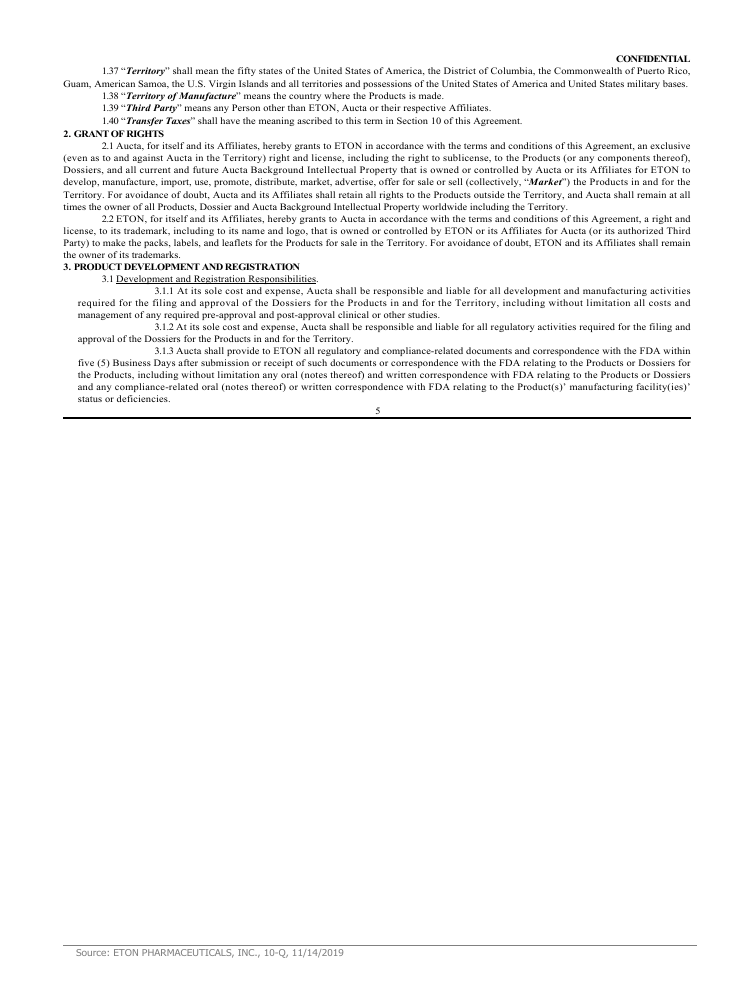 CONFIDENTIAL
1.37 “Territory” shall mean the fifty states of the United States of America, the District of Columbia, the Commonwealth of Puerto Rico,
Guam, American Samoa, the U.S. Virgin Islands and all territories and possessions of the United States of America and United States military bases.
1.38 “Territory of Manufacture” means the country where the Products is made.
1.39 “Third Party” means any Person other than ETON, Aucta or their respective Affiliates.
1.40 “Transfer Taxes” shall have the meaning ascribed to this term in Section 10 of this Agreement.
2. GRANT OF RIGHTS
2.1 Aucta, for itself and its Affiliates, hereby grants to ETON in accordance with the terms and conditions of this Agreement, an exclusive
(even as to and against Aucta in the Territory) right and license, including the right to sublicense, to the Products (or any components thereof),
Dossiers, and all current and future Aucta Background Intellectual Property that is owned or controlled by Aucta or its Affiliates for ETON to
develop, manufacture, import, use, promote, distribute, market, advertise, offer for sale or sell (collectively, “Market”) the Products in and for the
Territory. For avoidance of doubt, Aucta and its Affiliates shall retain all rights to the Products outside the Territory, and Aucta shall remain at all
times the owner of all Products, Dossier and Aucta Background Intellectual Property worldwide including the Territory.
2.2 ETON, for itself and its Affiliates, hereby grants to Aucta in accordance with the terms and conditions of this Agreement, a right and
license, to its trademark, including to its name and logo, that is owned or controlled by ETON or its Affiliates for Aucta (or its authorized Third
Party) to make the packs, labels, and leaflets for the Products for sale in the Territory. For avoidance of doubt, ETON and its Affiliates shall remain
the owner of its trademarks.
3. PRODUCT DEVELOPMENT AND REGISTRATION
3.1 Development and Registration Responsibilities.
3.1.1 At its sole cost and expense, Aucta shall be responsible and liable for all development and manufacturing activities
required for the filing and approval of the Dossiers for the Products in and for the Territory, including without limitation all costs and
management of any required pre-approval and post-approval clinical or other studies.
3.1.2 At its sole cost and expense, Aucta shall be responsible and liable for all regulatory activities required for the filing and
approval of the Dossiers for the Products in and for the Territory.
3.1.3 Aucta shall provide to ETON all regulatory and compliance-related documents and correspondence with the FDA within
five (5) Business Days after submission or receipt of such documents or correspondence with the FDA relating to the Products or Dossiers for
the Products, including without limitation any oral (notes thereof) and written correspondence with FDA relating to the Products or Dossiers
and any compliance-related oral (notes thereof) or written correspondence with FDA relating to the Product(s)’ manufacturing facility(ies)’
status or deficiencies.
5
Source: ETON PHARMACEUTICALS, INC., 10-Q, 11/14/2019